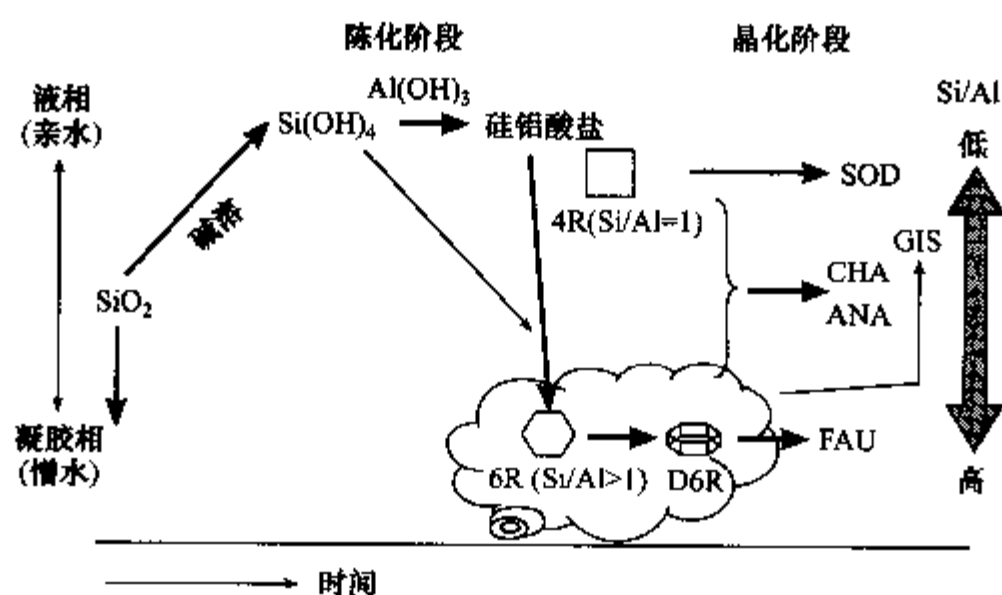 陈化阶段
晶化阶段
液相
(亲水)
Al(OH)₃
Si(OH)₄
硅铝酸盐
Si/Al
低
SOD
4R(Si/Al=1)
碱溶
GIS
CHA
ANA
SiO₂
凝胶相
(憎水)
6R (Si/Al>1)
D6R
FAU
高
时间